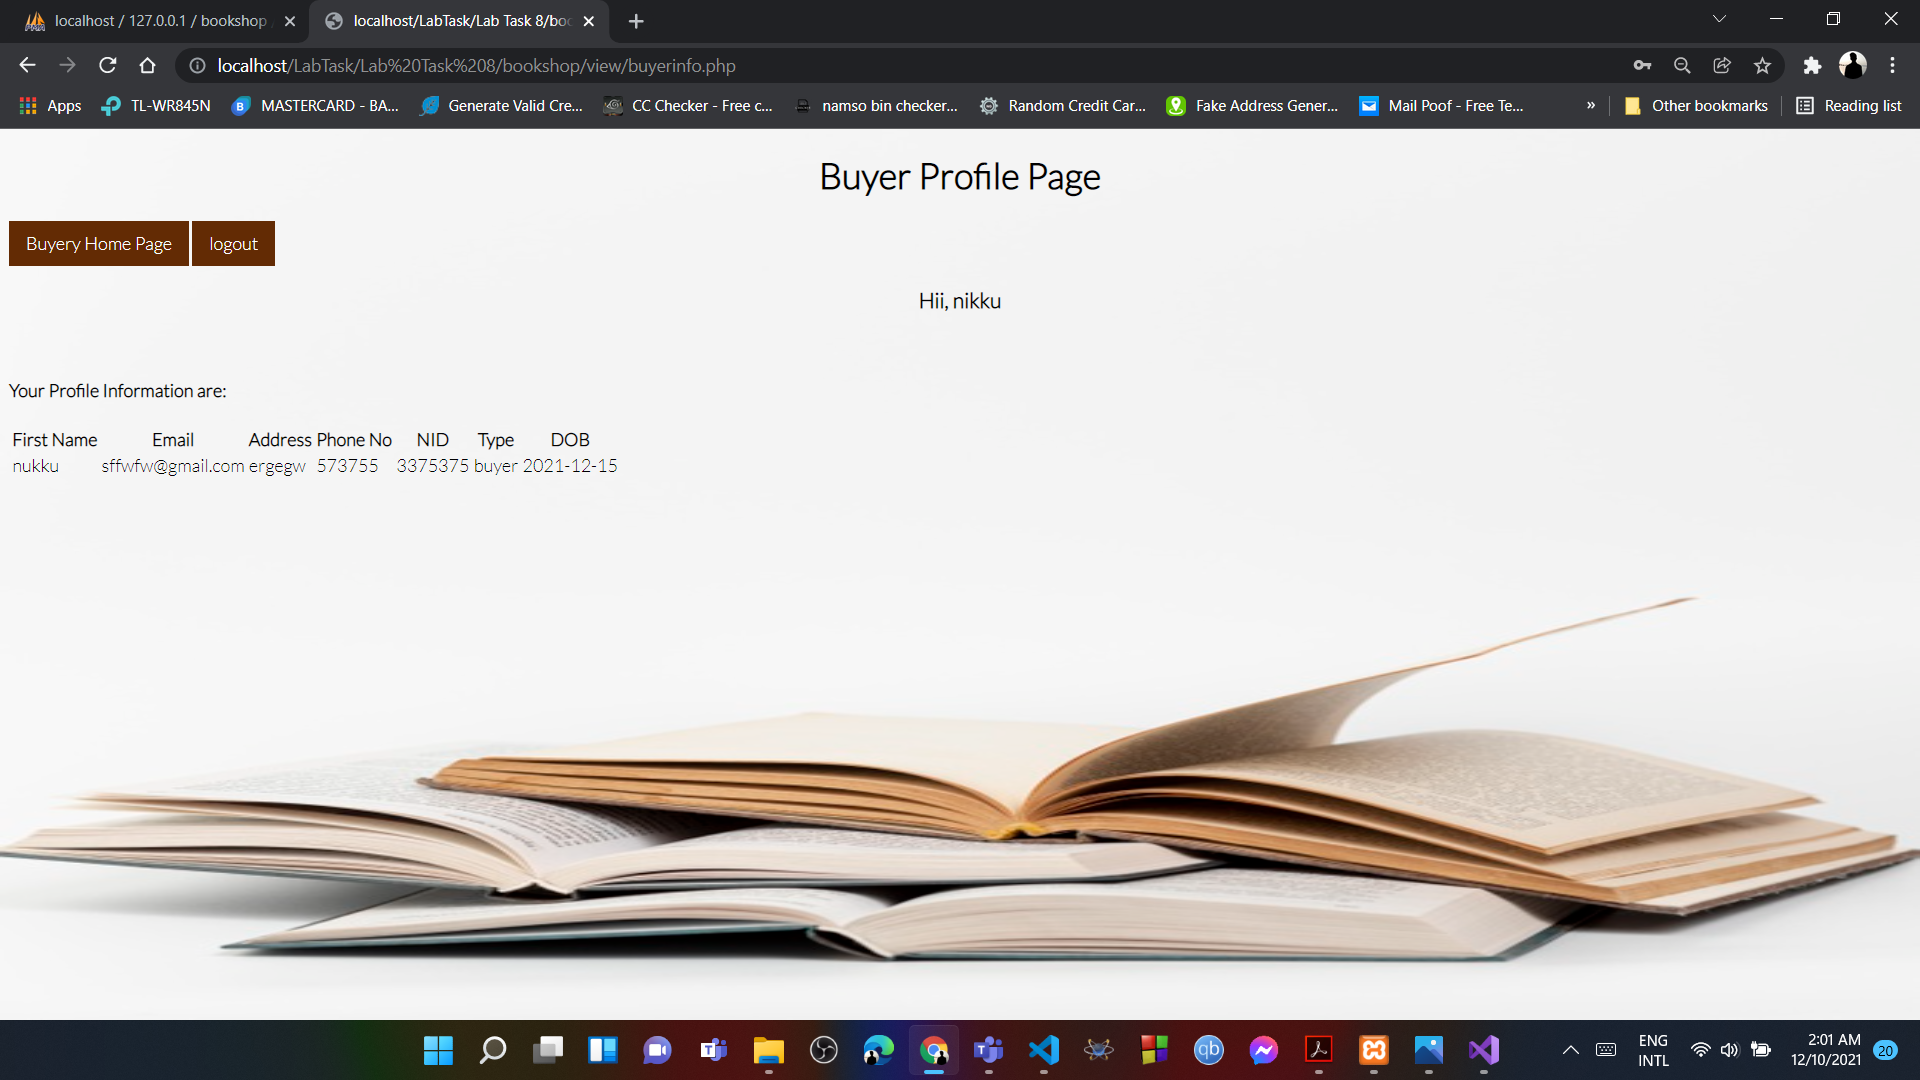 localhost / 127.0.0.1 / bookshop
localhost/LabTask/Lab Task 8/boo
localhost/LabTask/Lab%20Task%208/bookshop/view/buyerinfo.php
Apps TL-WR845N MASTERCARD - BA... Generate Valid Cre... CC Checker - Free c... namso bin checker... Random Credit Car... Fake Address Gener... Mail Poof - Free Te... » Other bookmarks Reading list
Buyer Profile Page
Buyery Home Page logout
Hii, nikku
Your Profile Information are:
First Name Email Address Phone No NID Type DOB
nukku sffwfw@gmail.com ergegw 573755 3375375 buyer 2021-12-15
ENG
INTL
2:01 AM
12/10/2021
20